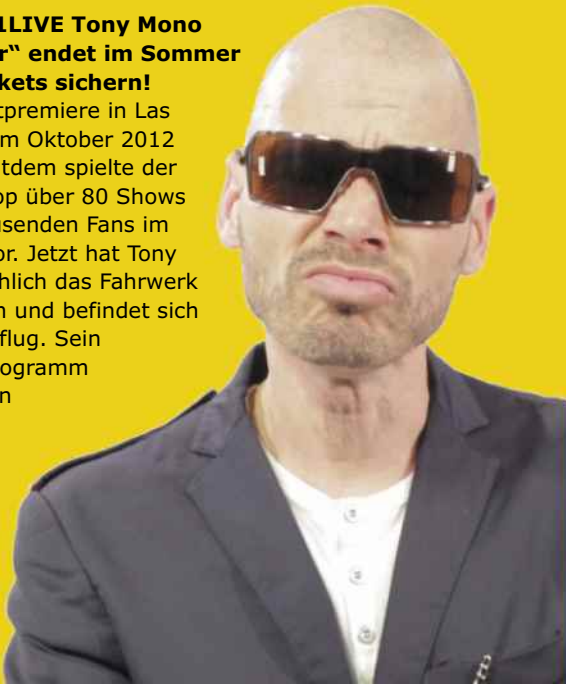 1LIVE Tony Mono
r“ endet im Sommer
kets sichern!
tpremiere in Las
m Oktober 2012
tdem spielte der
op über 80 Shows
usenden Fans im
or. Jetzt hat Tony
hlich das Fahrwerk
n und befindet sich
flug. Sein
ogramm
n